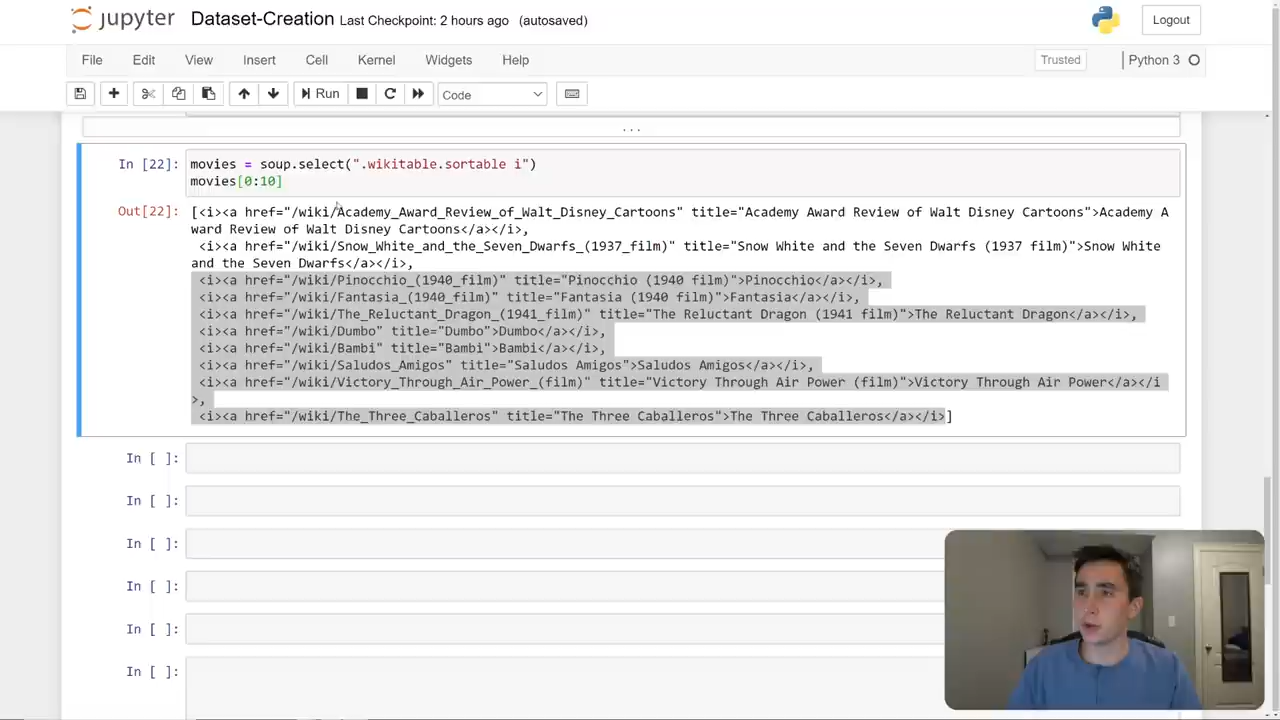 jupyter Dataset-Creation Last Checkpoint: 2 hours ago (autosaved) Logout
File Edit View Insert Cell Kernel Widgets Help Trusted Python 3
Run Code
...
In [22]: movies = soup.select(".wikitable.sortable i")
movies[0:10]
Out[22]: [<i><a href="/wiki/Academy_Award_Review_of_Walt_Disney_Cartoons" title="Academy Award Review of Walt Disney Cartoons">Academy A
ward Review of Walt Disney Cartoons</a></i>,
<i><a href="/wiki/Snow_White_and_the_Seven_Dwarfs_(1937_film)" title="Snow White and the Seven Dwarfs (1937 film)">Snow White
and the Seven Dwarfs</a></i>,
<i><a href="/wiki/Pinocchio_(1940_film)" title="Pinocchio (1940 film)">Pinocchio</a></i>,
<i><a href="/wiki/Fantasia_(1940_film)" title="Fantasia (1940 film)">Fantasia</a></i>,
<i><a href="/wiki/The_Reluctant_Dragon_(1941_film)" title="The Reluctant Dragon (1941 film)">The Reluctant Dragon</a></i>,
<i><a href="/wiki/Dumbo" title="Dumbo">Dumbo</a></i>,
<i><a href="/wiki/Bambi" title="Bambi">Bambi</a></i>,
<i><a href="/wiki/Saludos_Amigos" title="Saludos Amigos">Saludos Amigos</a></i>,
<i><a href="/wiki/Victory_Through_Air_Power_(film)" title="Victory Through Air Power (film)">Victory Through Air Power</a></i
>,
<i><a href="/wiki/The_Three_Caballeros" title="The Three Caballeros">The Three Caballeros</a></i>]
In [ ]:
In [ ]:
In [ ]:
In [ ]:
In [ ]:
In [ ]: